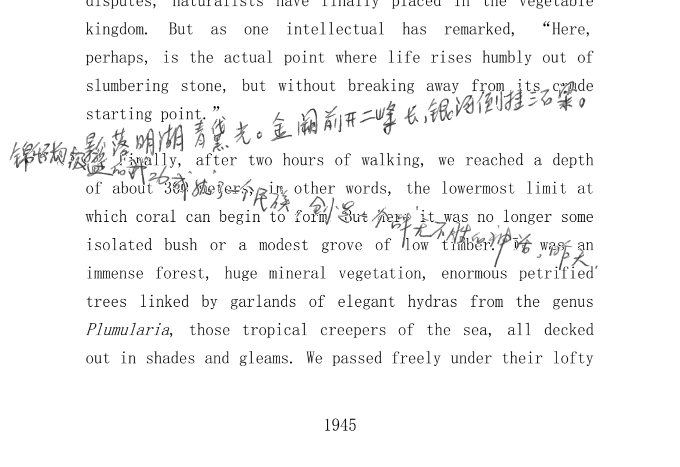 disputes, naturalists have finally placed in the vegetable
kingdom. But as one intellectual has remarked, “Here,
perhaps, is the actual point where life rises humbly out of
slumbering stone, but without breaking away from its crude
starting point.”
影落明湖青黛光。金阙前开二峰长,银河倒挂三石梁。
Finally, after two hours of walking, we reached a depth
of about 300 meters, in other words, the lowermost limit at
which coral can begin to form. But here it was no longer some
isolated bush or a modest grove of low timber. It was an
immense forest, huge mineral vegetation, enormous petrified
trees linked by garlands of elegant hydras from the genus
Plumularia, those tropical creepers of the sea, all decked
out in shades and gleams. We passed freely under their lofty
1945